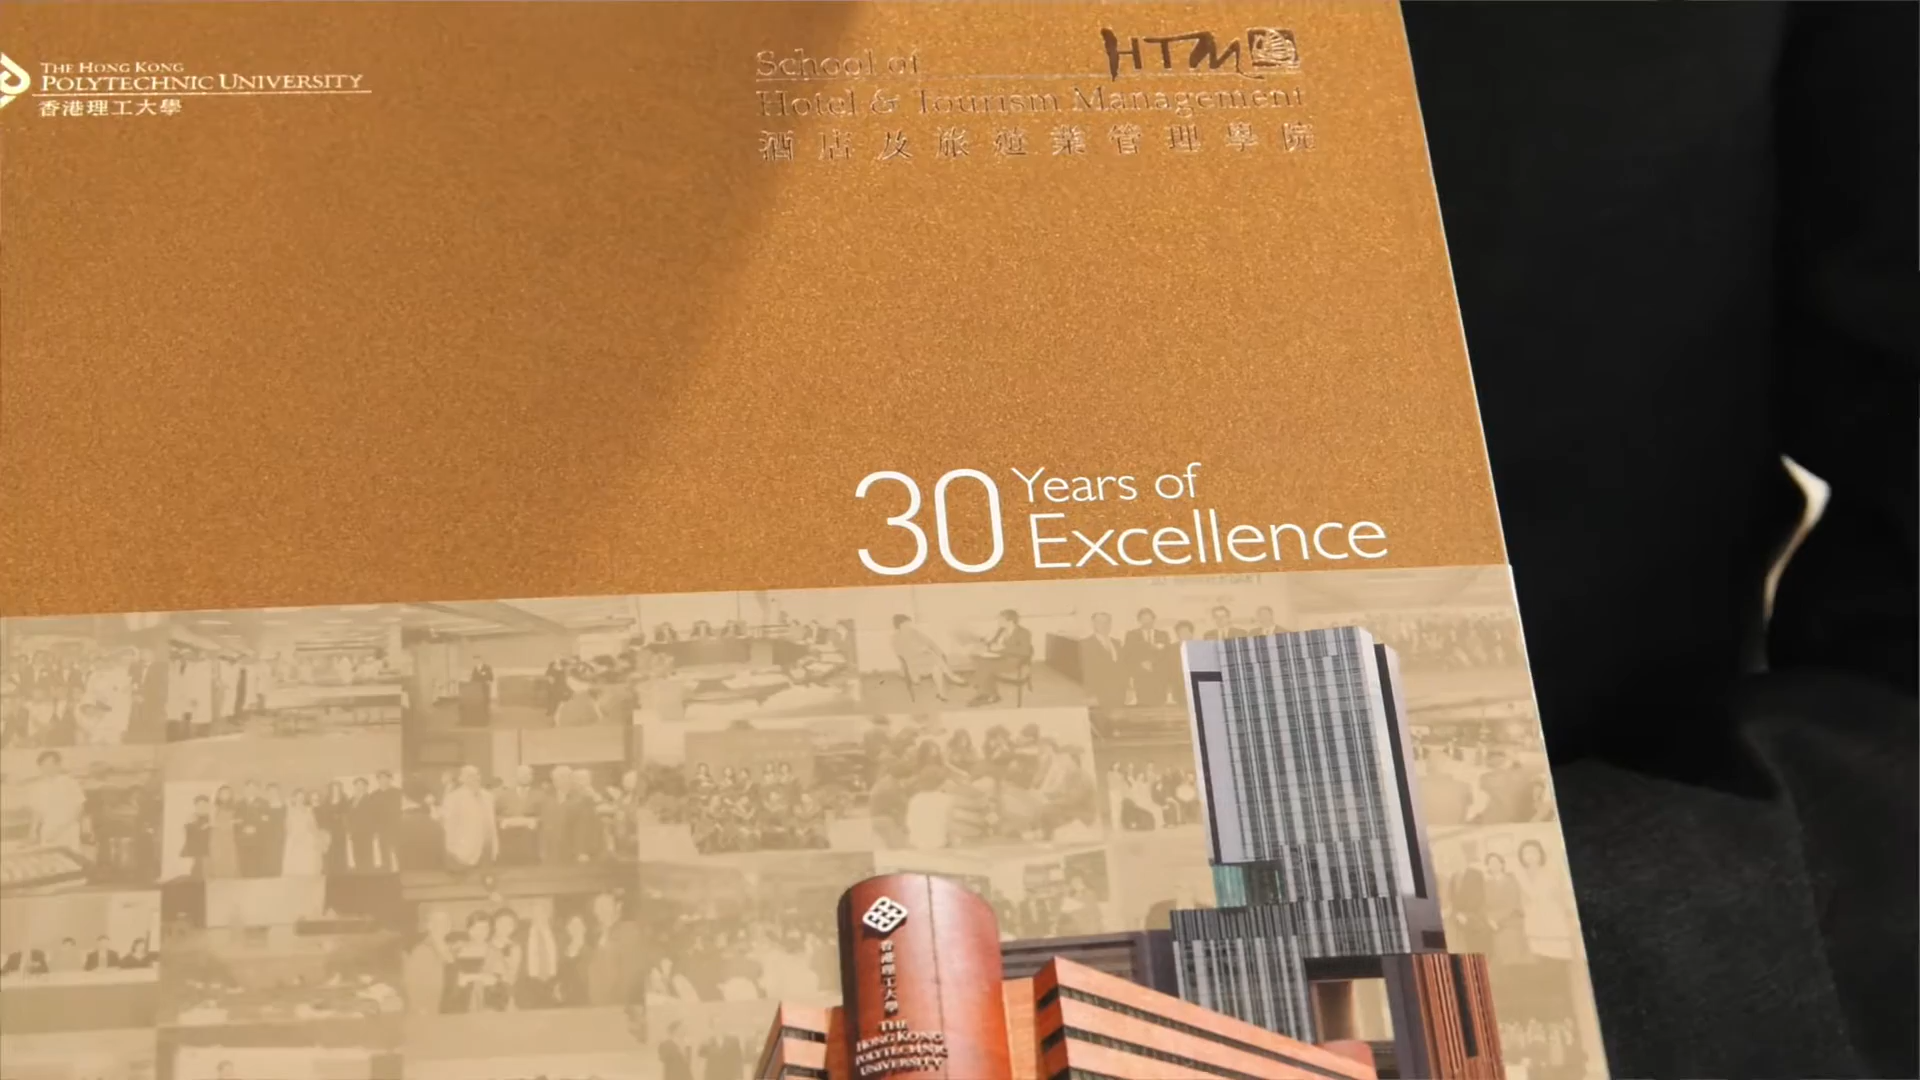 THE HONG KONG
POLYTECHNIC UNIVERSITY
香港理工大學
School of HTM
Hotel & Tourism Management
酒店及旅遊業管理學院
30 Years of
Excellence
香港理工大學
THE
HONG KONG
POLYTECHNIC
UNIVERSITY